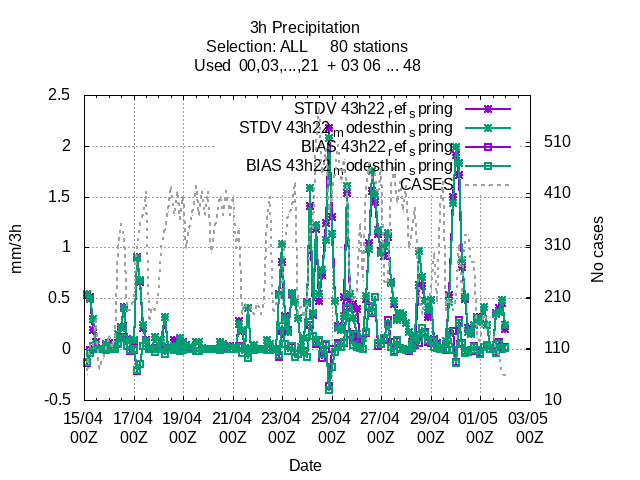 3h Precipitation
Selection: ALL 80 stations
Used 00,03,...,21 + 03 06 ... 48
2.5
2
1.5
1
0.5
0
-0.5
mm/3h
STDV 43h22_ref_spring
STDV 43h22_modesthin_spring
BIAS 43h22_ref_spring
BIAS 43h22_modesthin_spring
CASES
510
410
310
210
110
10
No cases
15/04 17/04 19/04 21/04 23/04 25/04 27/04 29/04 01/05 03/05
00Z 00Z 00Z 00Z 00Z 00Z 00Z 00Z 00Z 00Z
Date